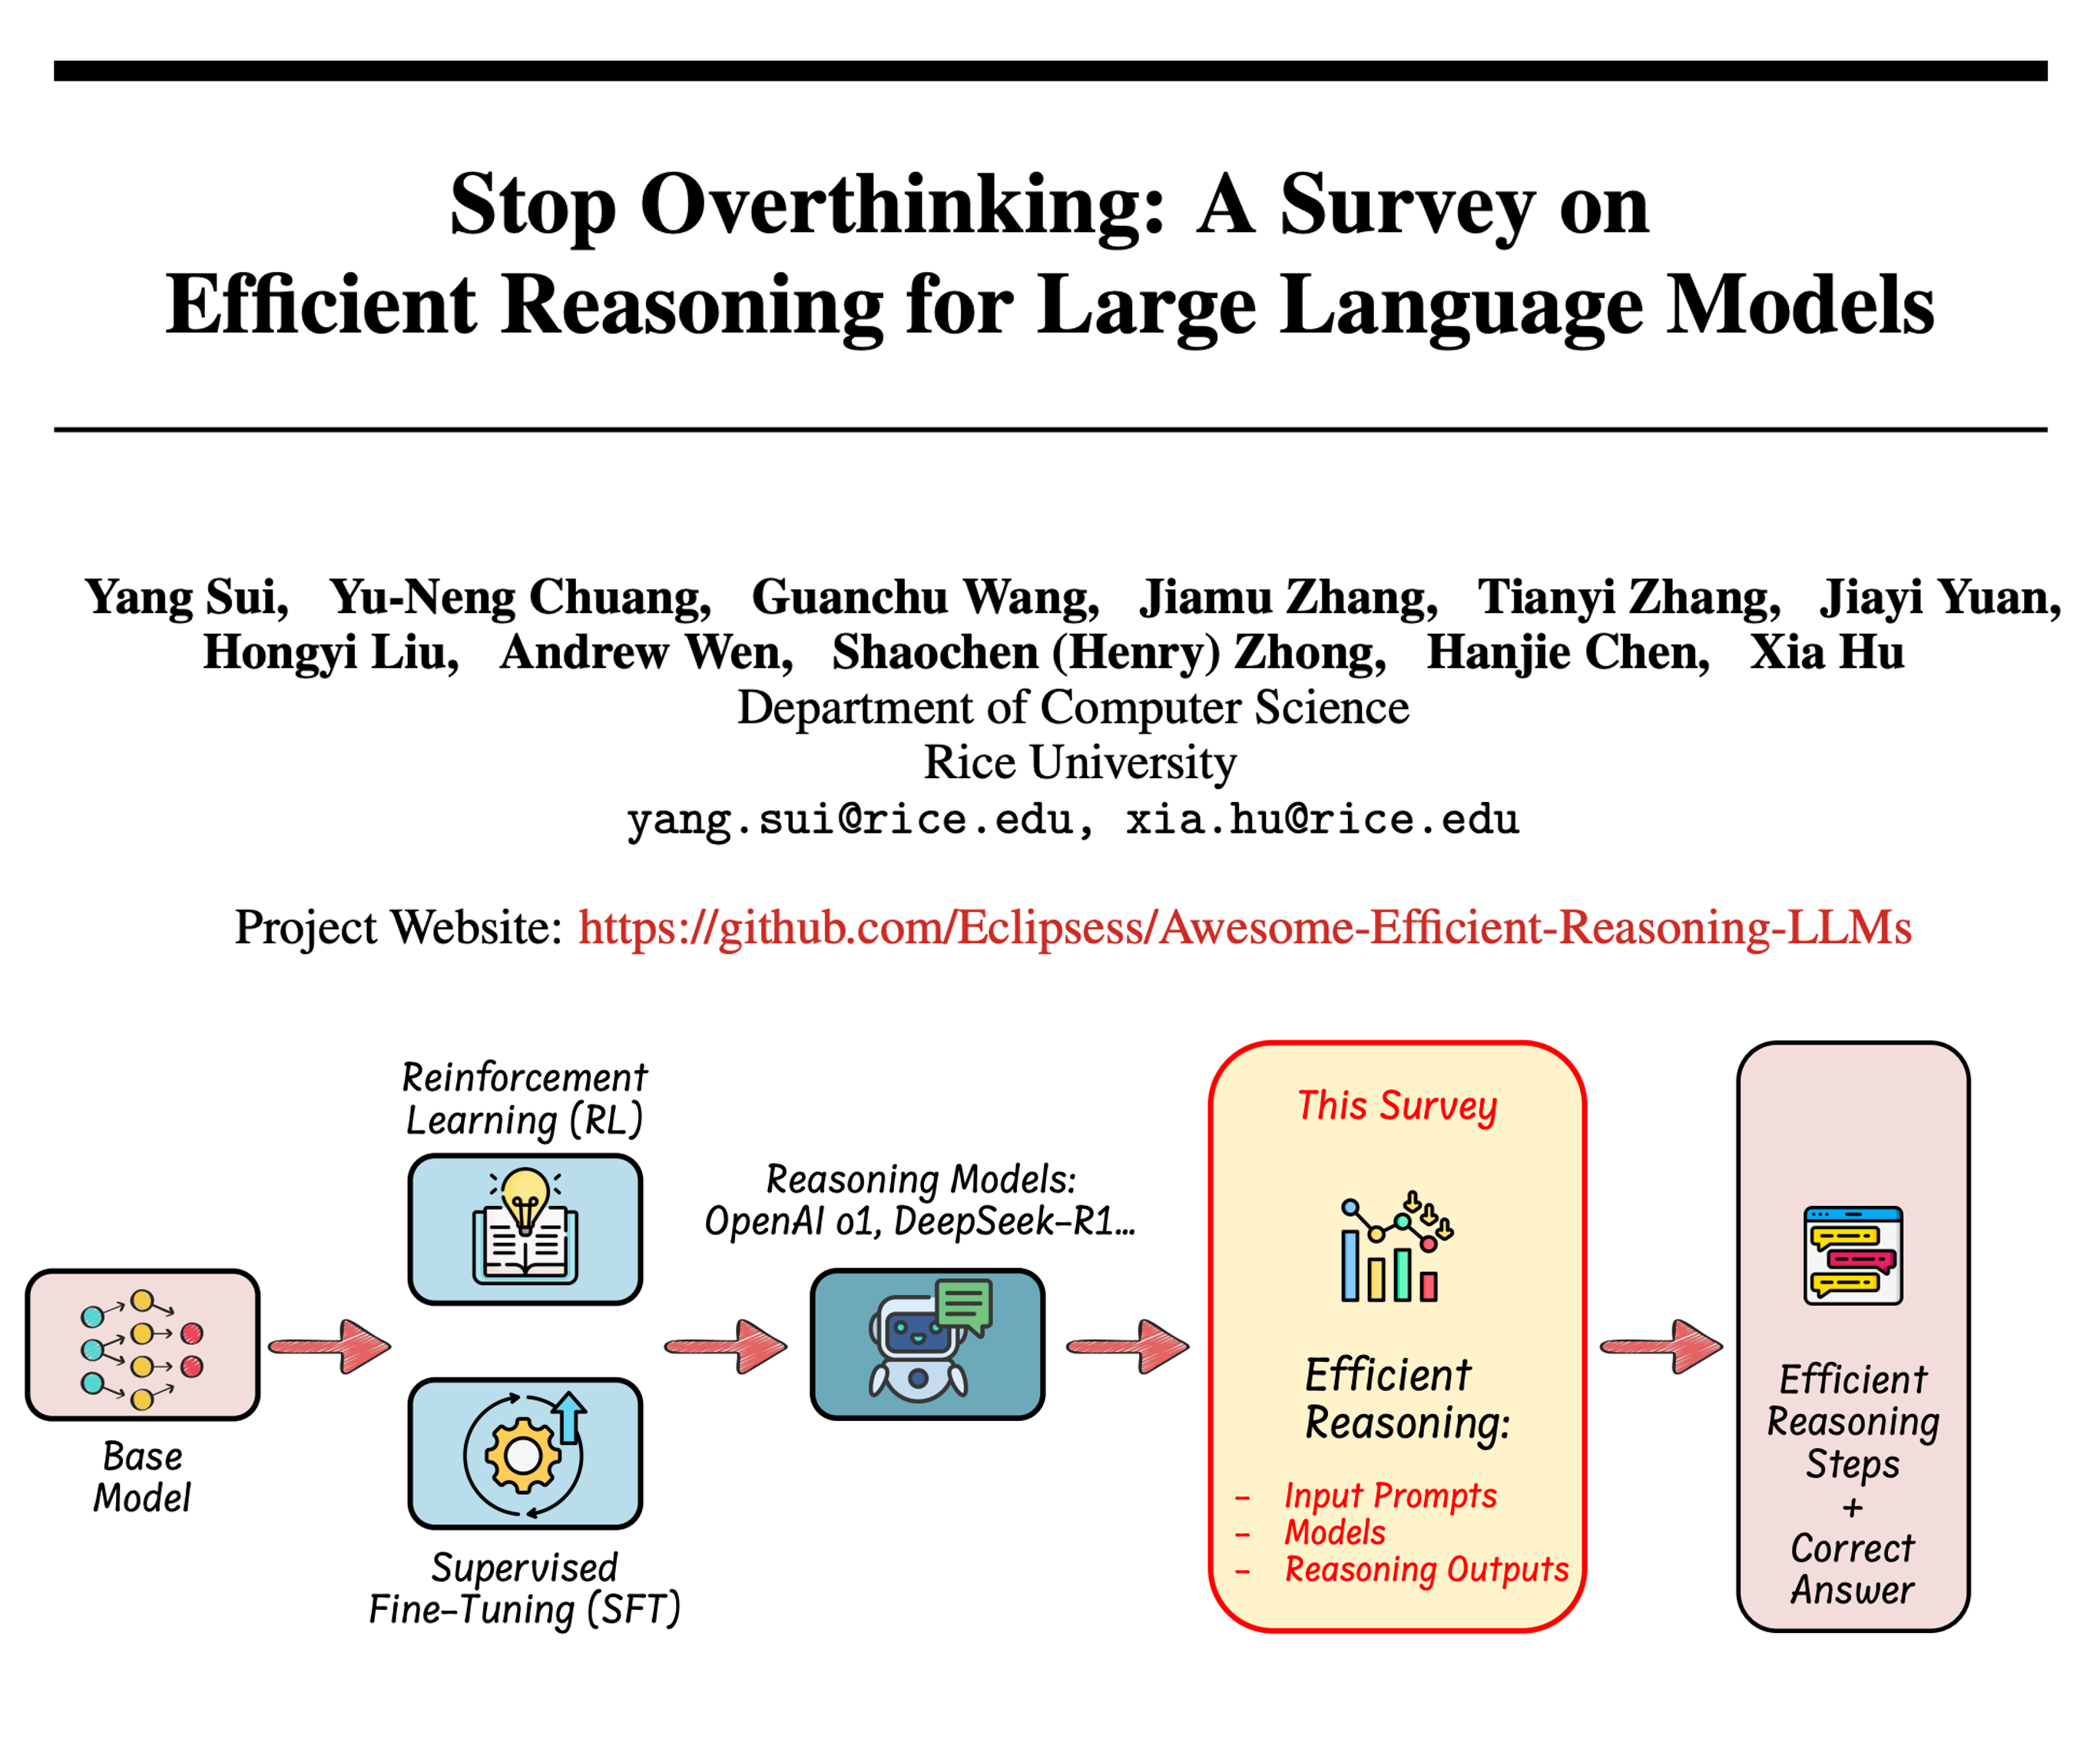 Stop Overthinking: A Survey on
Efficient Reasoning for Large Language Models
Yang Sui, Yu-Neng Chuang, Guanchu Wang, Jiamu Zhang, Tianyi Zhang, Jiayi Yuan,
Hongyi Liu, Andrew Wen, Shaochen (Henry) Zhong, Hanjie Chen, Xia Hu
Department of Computer Science
Rice University
yang.sui@rice.edu, xia.hu@rice.edu
Project Website: https://github.com/Eclipsess/Awesome-Efficient-Reasoning-LLMs
Base
Model
Reinforcement
Learning (RL)
Supervised
Fine-Tuning (SFT)
Reasoning Models:
OpenAI o1, DeepSeek-R1...
This Survey
Efficient
Reasoning:
- Input Prompts
- Models
- Reasoning Outputs
Efficient
Reasoning
Steps
+
Correct
Answer